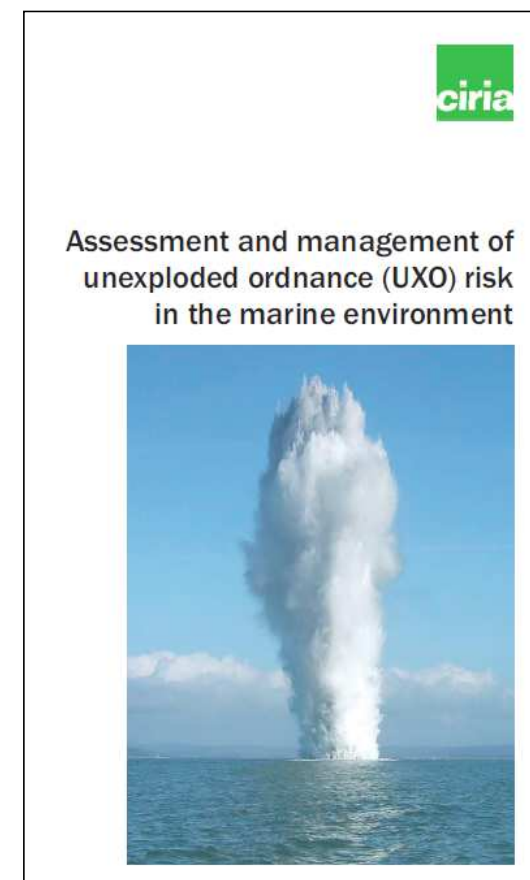 ciria
Assessment and management of
unexploded ordnance (UXO) risk
in the marine environment